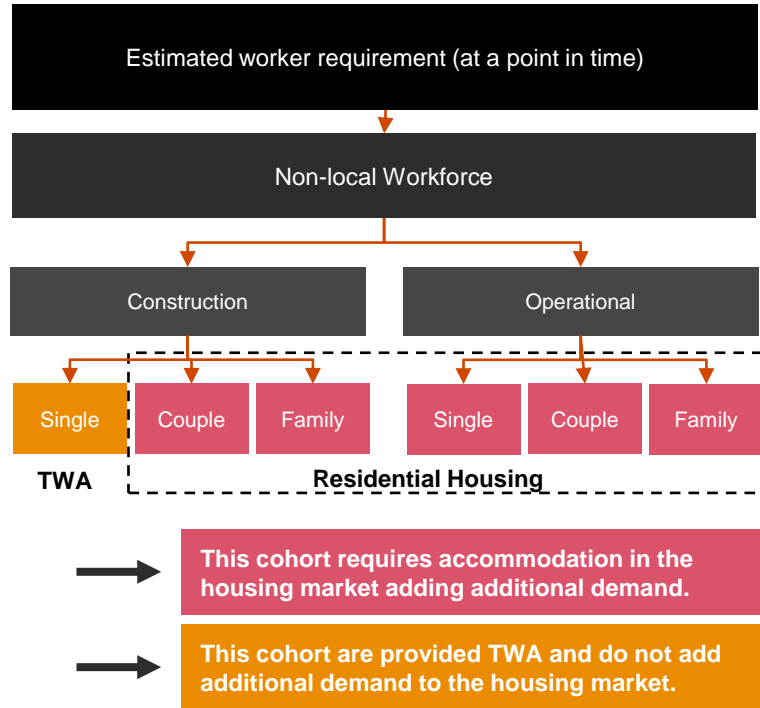 Estimated worker requirement (at a point in time)
Non-local Workforce
Construction
Operational
Single
Couple
Family
Single
Couple
Family
TWA
Residential Housing
This cohort requires accommodation in the
housing market adding additional demand.
This cohort are provided TWA and do not add
additional demand to the housing market.